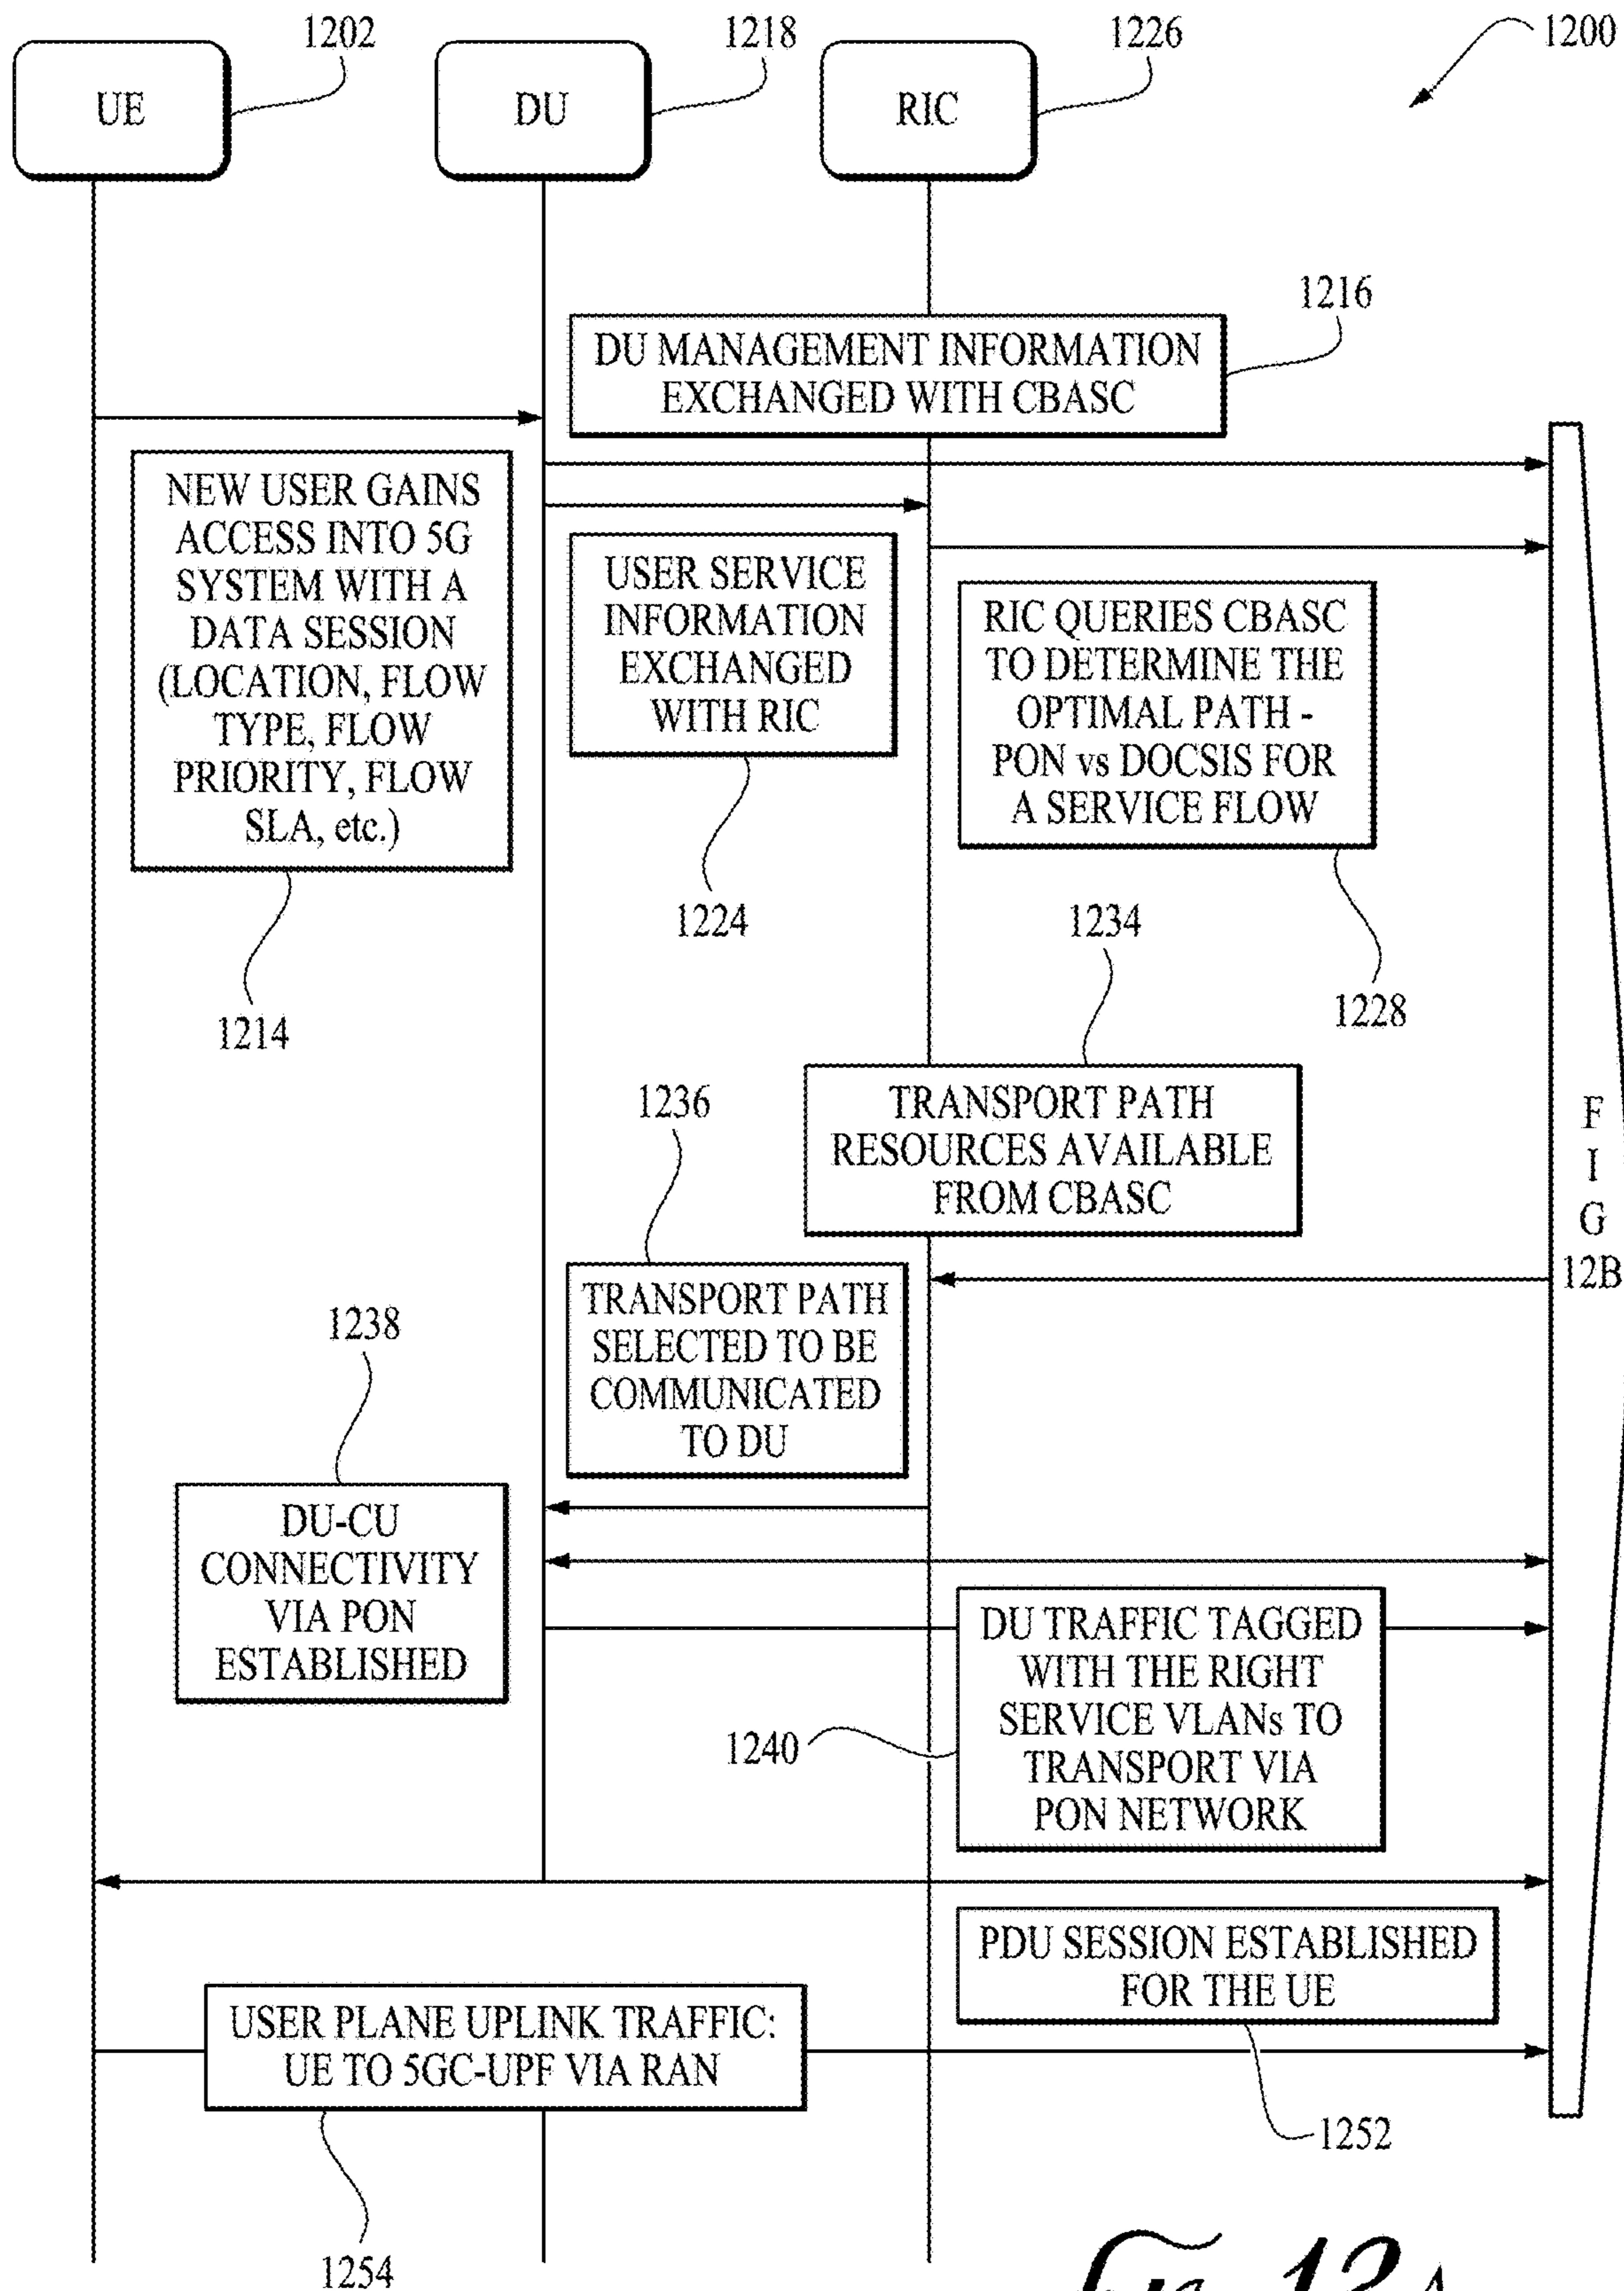 1202
1218
1226
1200
UE
DU
RIC
1216
DU MANAGEMENT INFORMATION
EXCHANGED WITH CBASC
NEW USER GAINS
ACCESS INTO 5G
SYSTEM WITH A
DATA SESSION
(LOCATION, FLOW
TYPE, FLOW
PRIORITY, FLOW
SLA, etc.)
1214
USER SERVICE
INFORMATION
EXCHANGED
WITH RIC
1224
RIC QUERIES CBASC
TO DETERMINE THE
OPTIMAL PATH -
PON vs DOCSIS FOR
A SERVICE FLOW
1228
1234
TRANSPORT PATH
RESOURCES AVAILABLE
FROM CBASC
F
I
G
12B
1236
TRANSPORT PATH
SELECTED TO BE
COMMUNICATED
TO DU
1238
DU-CU
CONNECTIVITY
VIA PON
ESTABLISHED
DU TRAFFIC TAGGED
WITH THE RIGHT
SERVICE VLANs TO
TRANSPORT VIA
PON NETWORK
1240
PDU SESSION ESTABLISHED
FOR THE UE
1252
USER PLANE UPLINK TRAFFIC:
UE TO 5GC-UPF VIA RAN
1254
Fig. 12A